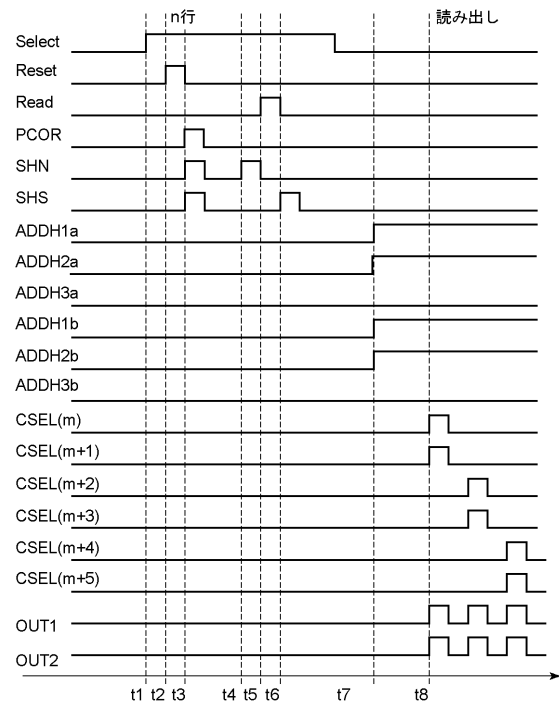 n行
読み出し
Select
Reset
Read
PCOR
SHN
SHS
ADDH1a
ADDH2a
ADDH3a
ADDH1b
ADDH2b
ADDH3b
CSEL(m)
CSEL(m+1)
CSEL(m+2)
CSEL(m+3)
CSEL(m+4)
CSEL(m+5)
OUT1
OUT2
t1 t2 t3 t4 t5 t6 t7 t8